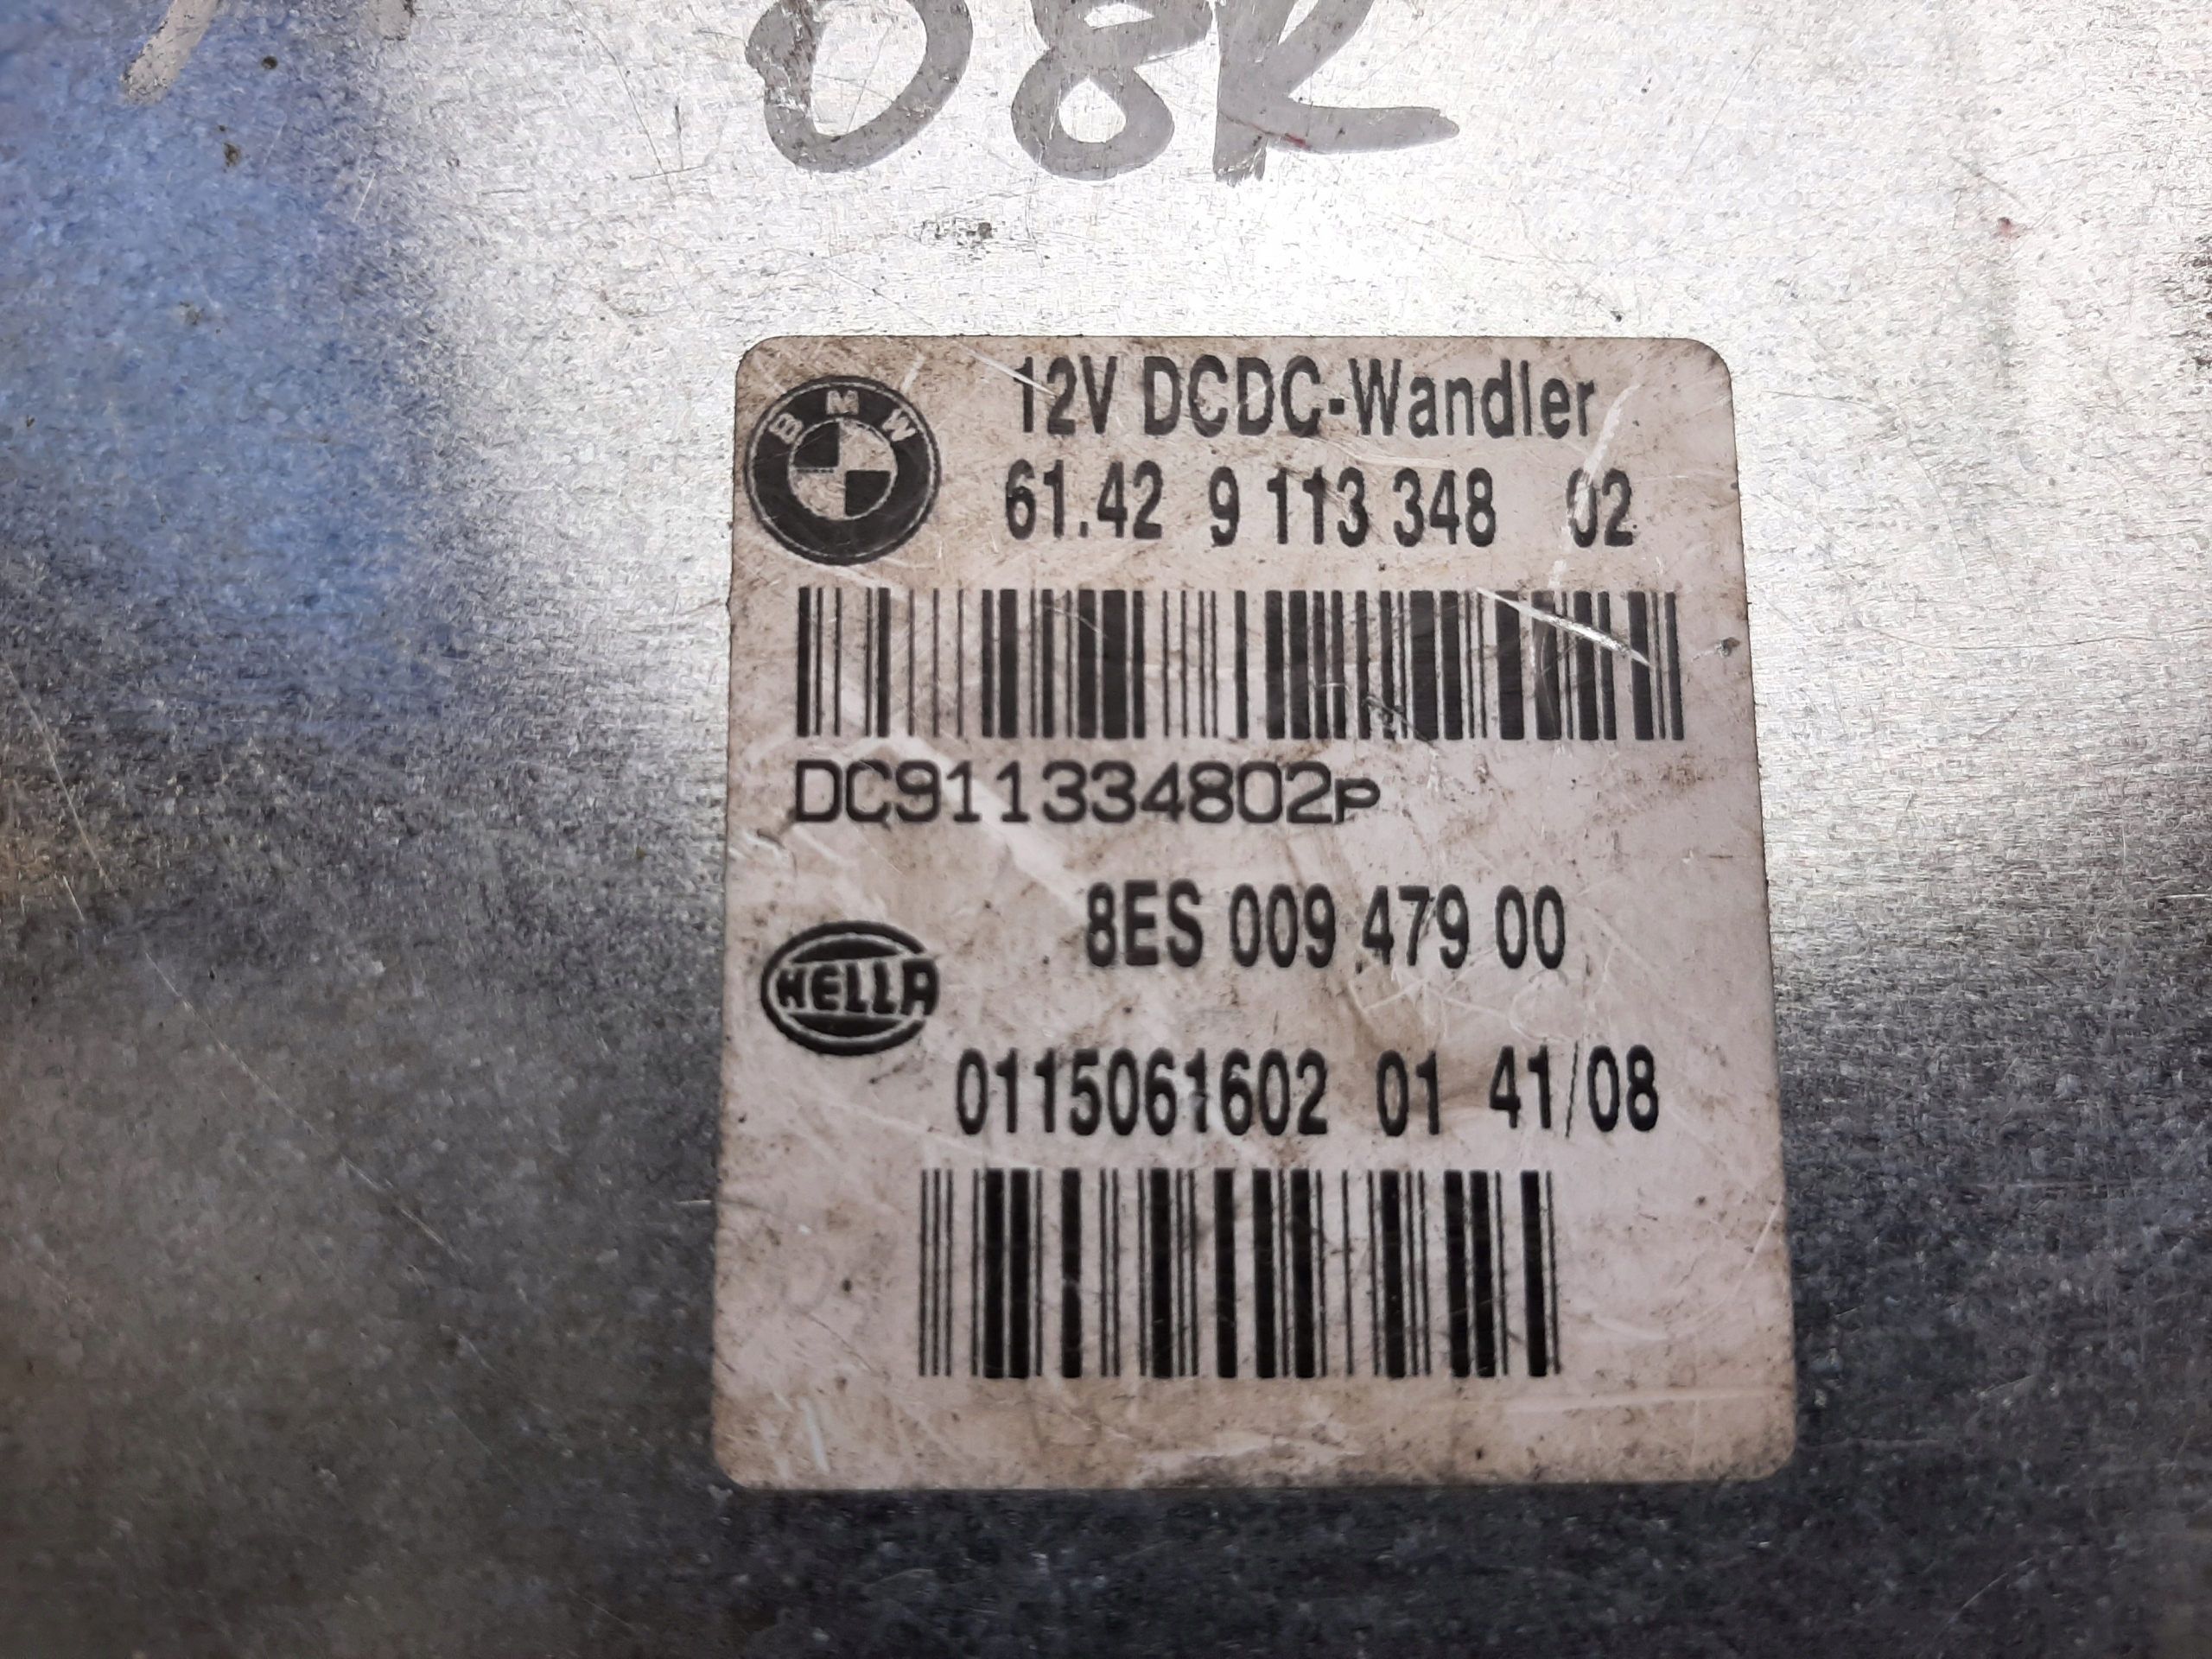 08R
BMW
12V DCDC-Wandler
61.42 9 113 348 02
DC911334802P
8ES 009 479 00
HELLA
0115061602 01 41/08